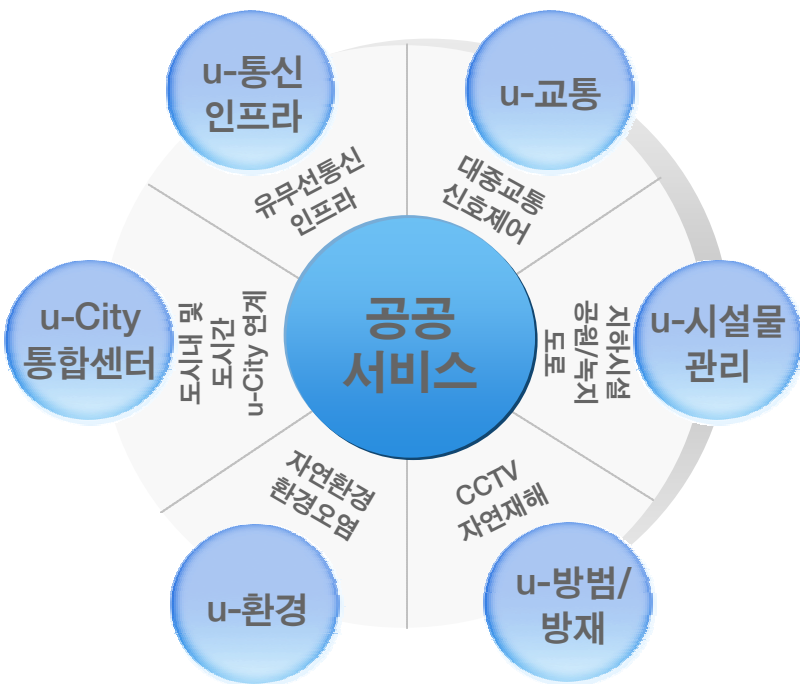 u-통신
인프라
u-교통
유무선통신
인프라
대중교통
신호제어
u-City
통합센터
도시내 및
도시간
u-City 연계
공공
서비스
지하시설
공원/녹지
도로
u-시설물
관리
자연환경
환경오염
CCTV
자연재해
u-환경
u-방범/
방재